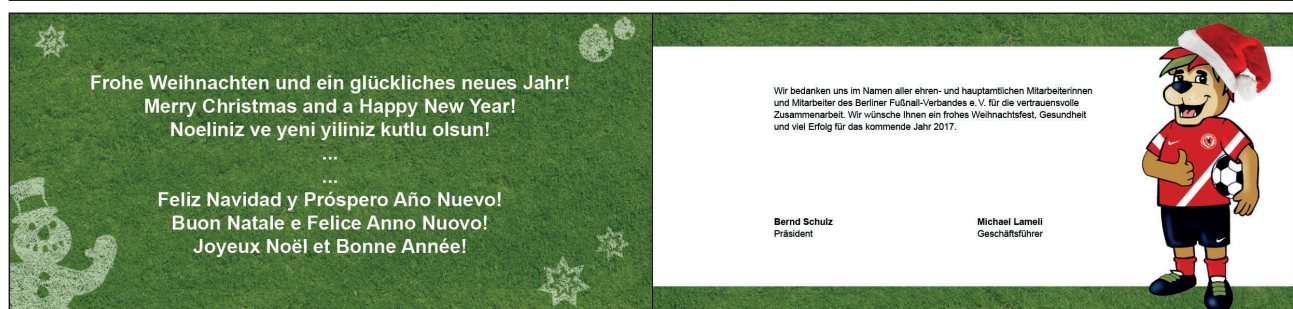 Frohe Weihnachten und ein glückliches neues Jahr!
Merry Christmas and a Happy New Year!
Noeliniz ve yeni yiliniz kutlu olsun!
...
...
Feliz Navidad y Próspero Año Nuevo!
Buon Natale e Felice Anno Nuovo!
Joyeux Noël et Bonne Année!
Wir bedanken uns im Namen aller ehren- und hauptamtlichen Mitarbeiterinnen
und Mitarbeiter des Berliner Fußnall-Verbandes e. V. für die vertrauensvolle
Zusammenarbeit. Wir wünsche Ihnen ein frohes Weihnachtsfest, Gesundheit
und viel Erfolg für das kommende Jahr 2017.
Bernd Schulz
Präsident
Michael Lameli
Geschäftsführer